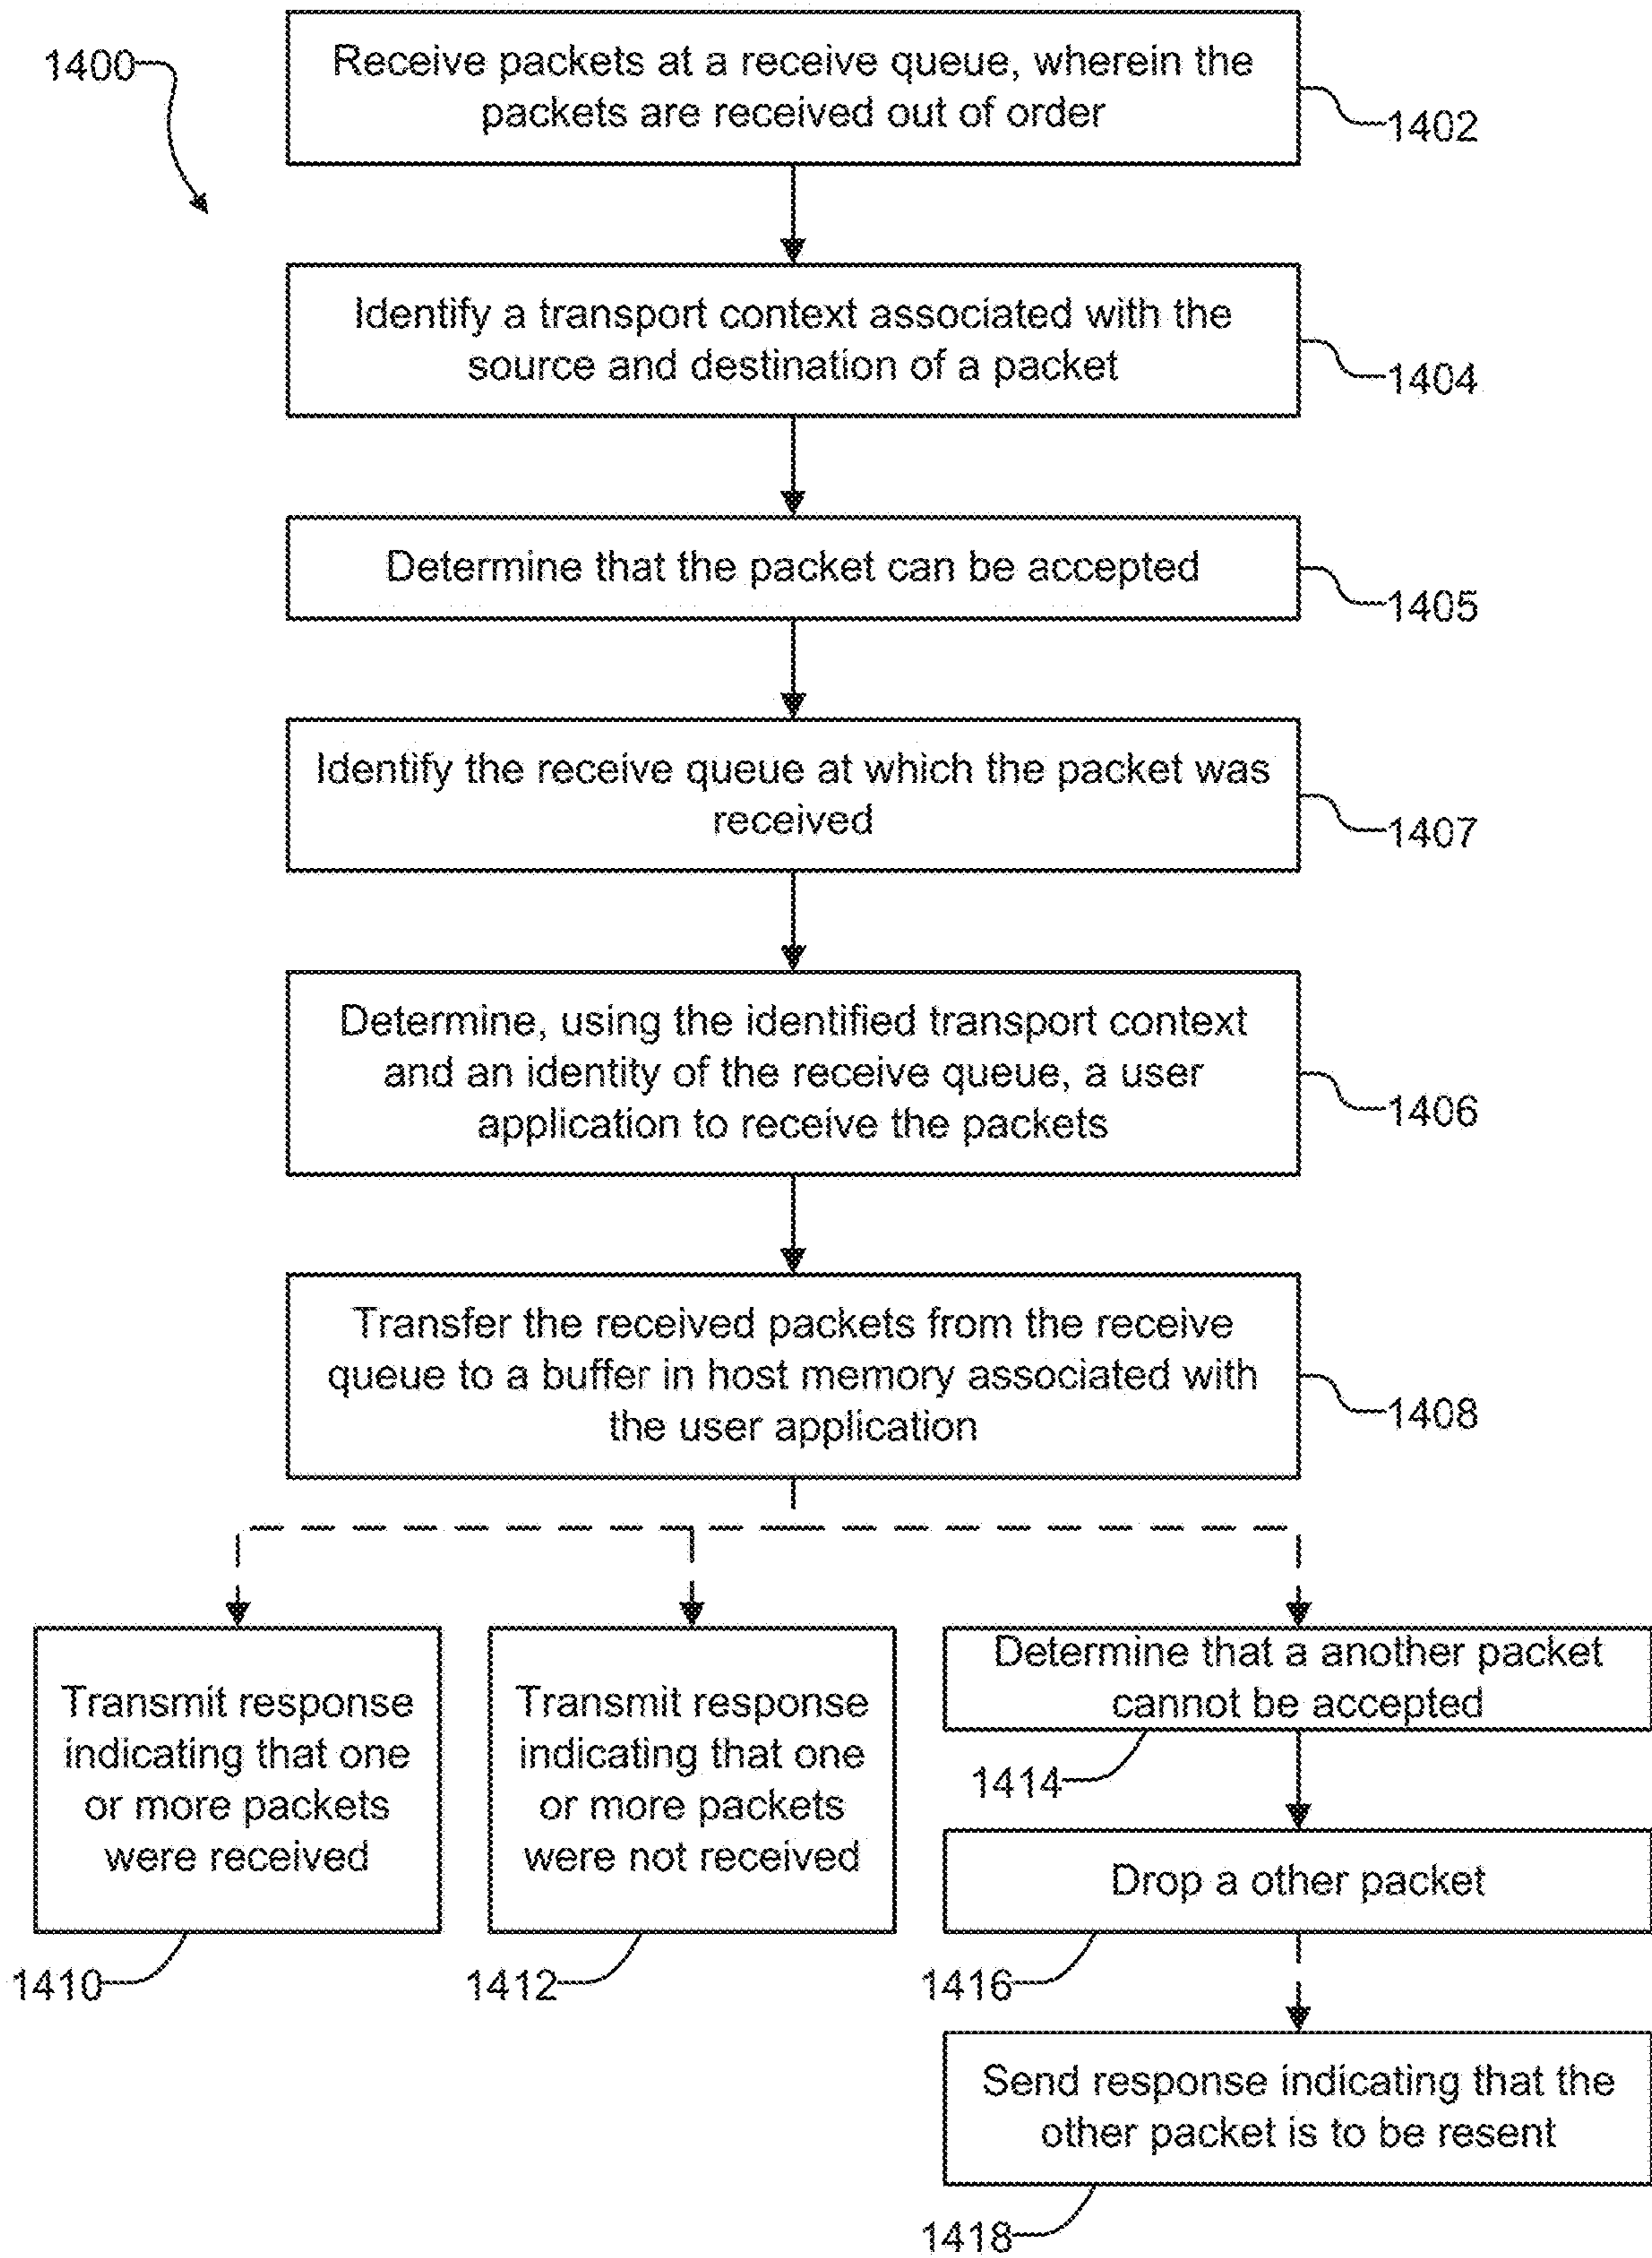 1400
Receive packets at a receive queue, wherein the
packets are received out of order
1402
Identify a transport context associated with the
source and destination of a packet
1404
Determine that the packet can be accepted
1405
Identify the receive queue at which the packet was
received
1407
Determine, using the identified transport context
and an identity of the receive queue, a user
application to receive the packets
1406
Transfer the received packets from the receive
queue to a buffer in host memory associated with
the user application
1408
Transmit response
indicating that one
or more packets
were received
1410
Transmit response
indicating that one
or more packets
were not received
1412
Determine that a another packet
cannot be accepted
1414
Drop a other packet
1416
Send response indicating that the
other packet is to be resent
1418